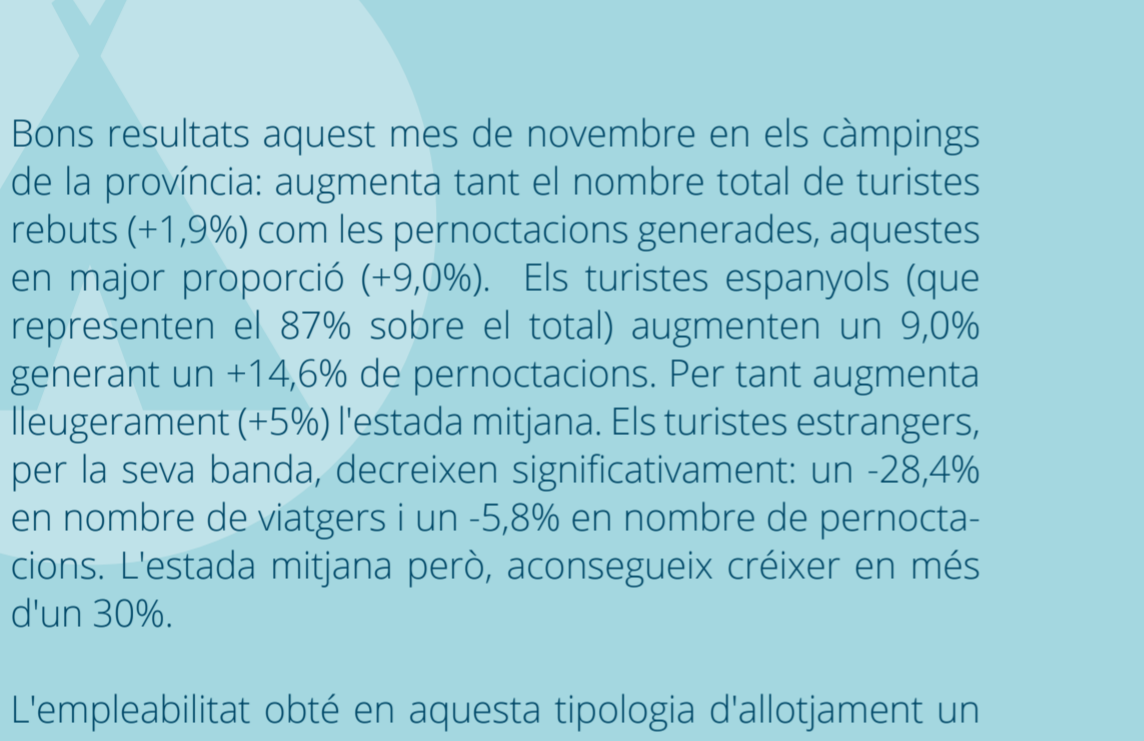 Bons resultats aquest mes de novembre en els càmpings
de la província: augmenta tant el nombre total de turistes
rebuts (+1,9%) com les pernoctacions generades, aquestes
en major proporció (+9,0%).  Els turistes espanyols (que
representen el 87% sobre el total) augmenten un 9,0%
generant un +14,6% de pernoctacions. Per tant augmenta
lleugerament (+5%) l'estada mitjana. Els turistes estrangers,
per la seva banda, decreixen significativament: un -28,4%
en nombre de viatgers i un -5,8% en nombre de pernocta-
cions. L'estada mitjana però, aconsegueix créixer en més
d'un 30%.
L'empleabilitat obté en aquesta tipologia d'allotjament un